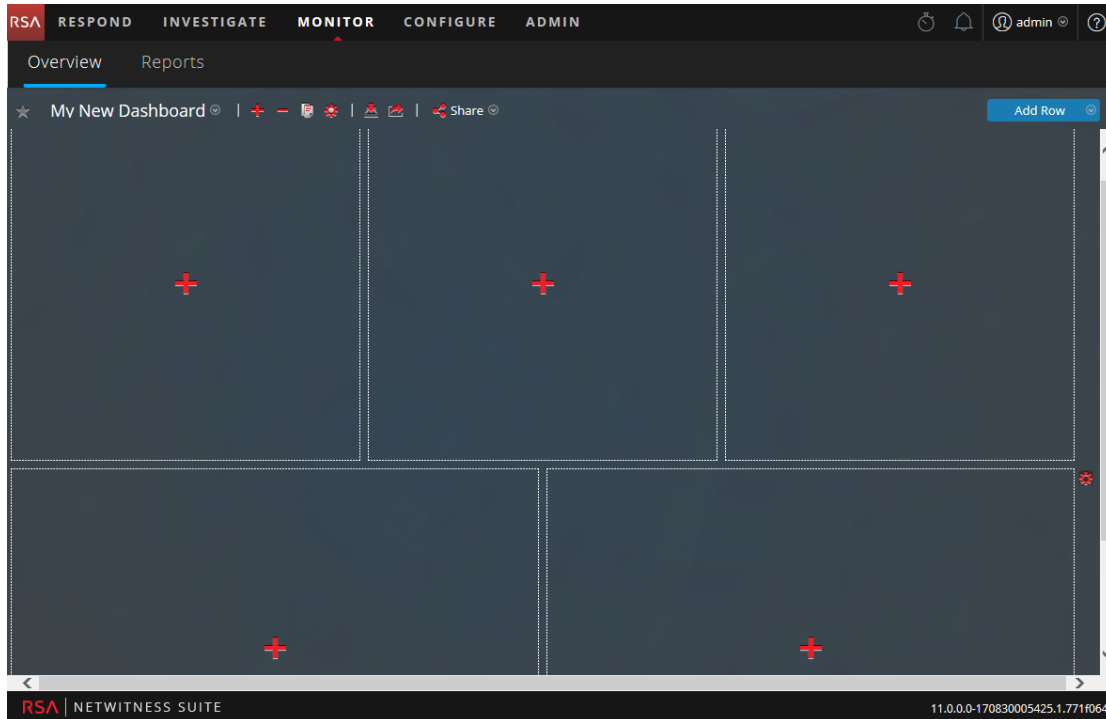 RSA RESPOND INVESTIGATE MONITOR CONFIGURE ADMIN admin ?
Overview Reports
My New Dashboard Share Add Row
RSA NETWITNESS SUITE 11.0.0.0-170830005425.1.771f064